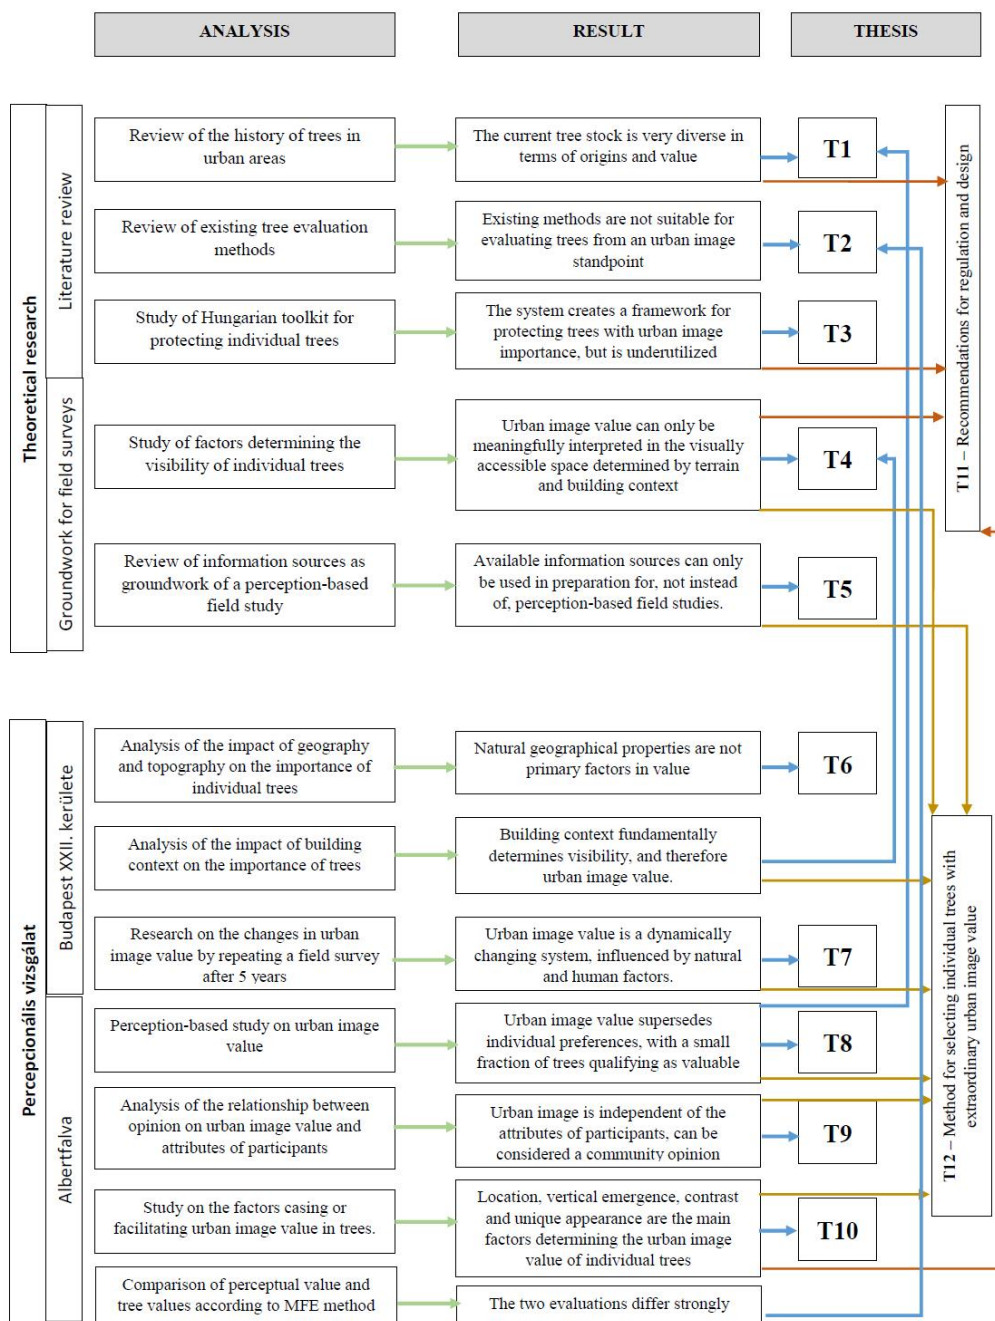 ANALYSIS
RESULT
THESIS
Theoretical research
Literature review
Review of the history of trees in
urban areas
The current tree stock is very diverse in
terms of origins and value
T1
Review of existing tree evaluation
methods
Existing methods are not suitable for
evaluating trees from an urban image
standpoint
T2
Study of Hungarian toolkit for
protecting individual trees
The system creates a framework for
protecting trees with urban image
importance, but is underutilized
T3
T11 – Recommendations for regulation and design
Groundwork for field surveys
Study of factors determining the
visibility of individual trees
Urban image value can only be
meaningfully interpreted in the visually
accessible space determined by terrain
and building context
T4
Review of information sources as
groundwork of a perception-based
field study
Available information sources can only
be used in preparation for, not instead
of, perception-based field studies.
T5
Percepcionális vizsgálat
Budapest XXII. kerülete
Analysis of the impact of geography
and topography on the importance of
individual trees
Natural geographical properties are not
primary factors in value
T6
Analysis of the impact of building
context on the importance of trees
Building context fundamentally
determines visibility, and therefore
urban image value.
Research on the changes in urban
image value by repeating a field survey
after 5 years
Urban image value is a dynamically
changing system, influenced by natural
and human factors.
T7
T12 – Method for selecting individual trees with
extraordinary urban image value
Albertfalva
Perception-based study on urban image
value
Urban image value supersedes
individual preferences, with a small
fraction of trees qualifying as valuable
T8
Analysis of the relationship between
opinion on urban image value and
attributes of participants
Urban image is independent of the
attributes of participants, can be
considered a community opinion
T9
Study on the factors casing or
facilitating urban image value in trees.
Location, vertical emergence, contrast
and unique appearance are the main
factors determining the urban image
value of individual trees
T10
Comparison of perceptual value and
tree values according to MFE method
The two evaluations differ strongly